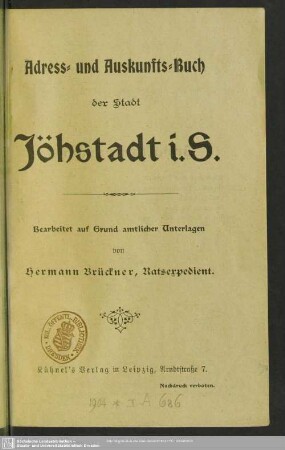 Adress- und Auskunfts-Buch
der Stadt
Jöhstadt i. S.
Bearbeitet auf Grund amtlicher Unterlagen
von
Hermann Brückner, Ratsexpedient.
Kühnel's Verlag in Leipzig, Arndtstraße 7.
Nachdruck verboten.